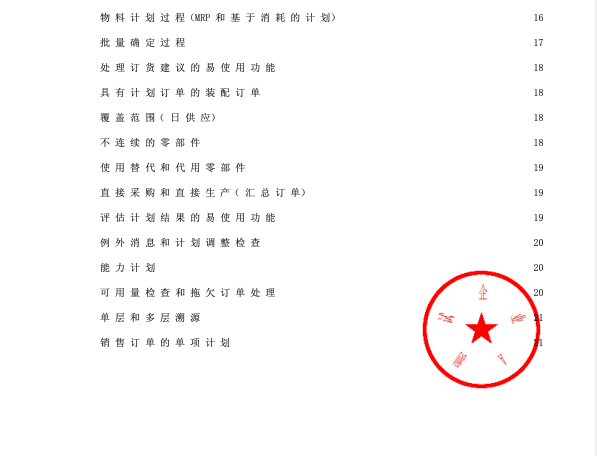 物料计划过程(MRP 和基于消耗的计划) 16
批量确定过程 17
处理订货建议的易使用功能 18
具有计划订单的装配订单 18
覆盖范围(日供应) 18
不连续的零部件 18
使用替代和代用零部件 19
直接采购和直接生产(汇总订单) 19
评估计划结果的易使用功能 19
例外消息和计划调整检查 20
能力计划 20
可用量检查和拖欠订单处理 20
单层和多层溯源 21
销售订单的单项计划 21
企